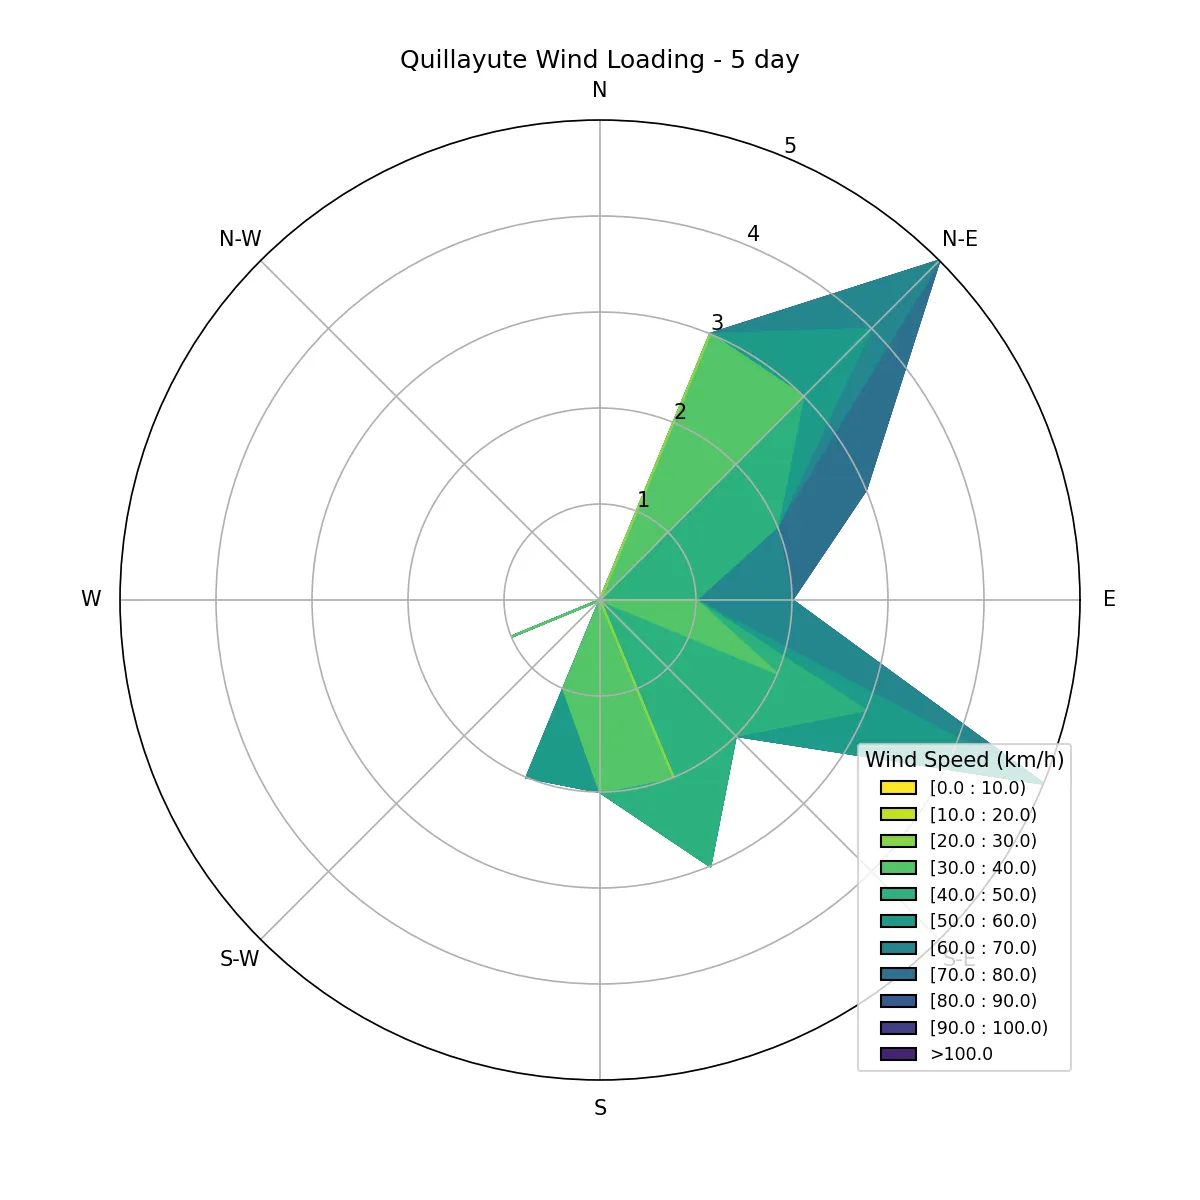 Quillayute Wind Loading - 5 day
N
5
4
N-W
N-E
3
2
1
W
E
Wind Speed (km/h)
[0.0 : 10.0)
[10.0 : 20.0)
[20.0 : 30.0)
[30.0 : 40.0)
[40.0 : 50.0)
[50.0 : 60.0)
[60.0 : 70.0)
[70.0 : 80.0)
[80.0 : 90.0)
[90.0 : 100.0)
>100.0
S-W
S-E
S